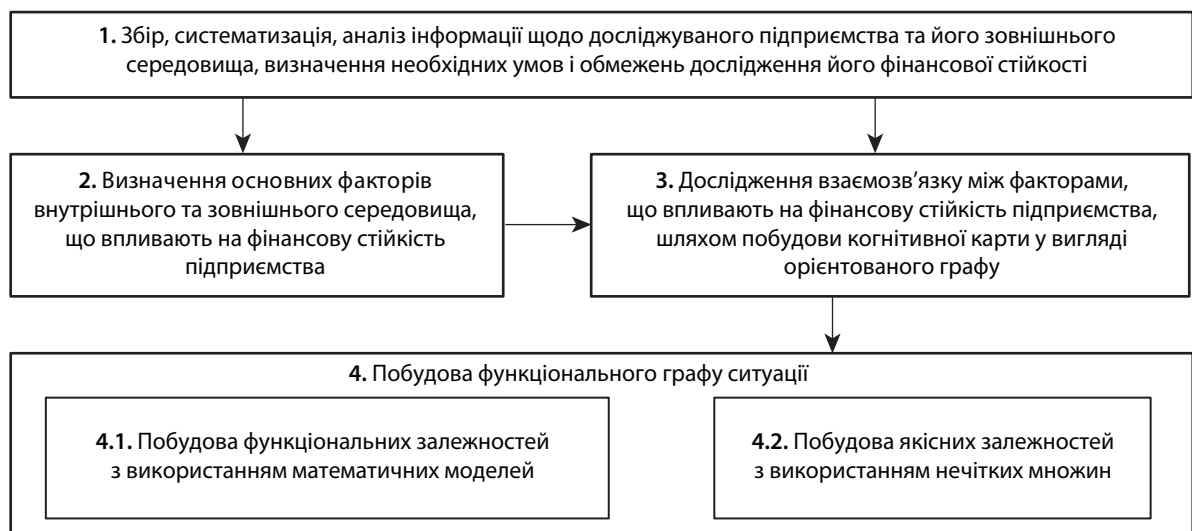 1. Збір, систематизація, аналіз інформації щодо досліджуваного підприємства та його зовнішнього
середовища, визначення необхідних умов і обмежень дослідження його фінансової стійкості
2. Визначення основних факторів
внутрішнього та зовнішнього середовища,
що впливають на фінансову стійкість
підприємства
3. Дослідження взаємозв’язку між факторами,
що впливають на фінансову стійкість підприємства,
шляхом побудови когнітивної карти у вигляді
орієнтованого графу
4. Побудова функціонального графу ситуації
4.1. Побудова функціональних залежностей
з використанням математичних моделей
4.2. Побудова якісних залежностей
з використанням нечітких множин